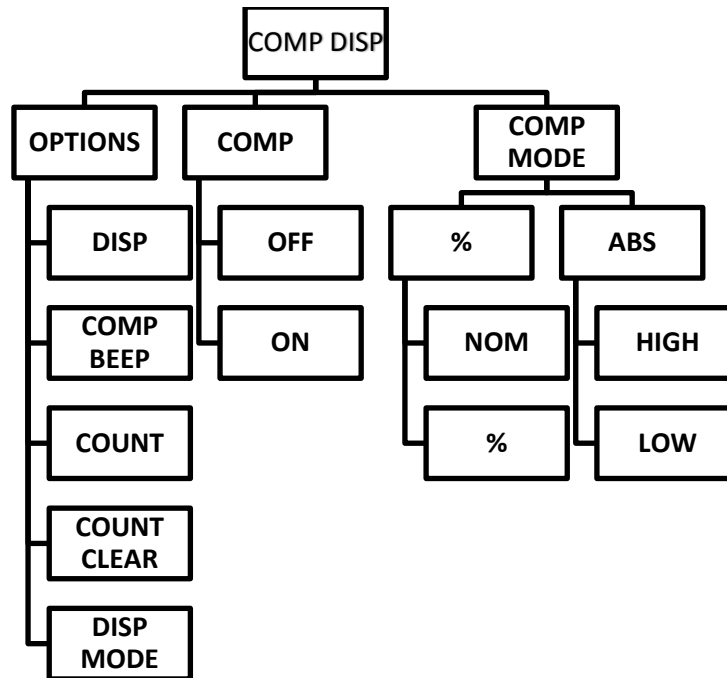 COMP DISP
OPTIONS
COMP
COMP
MODE
DISP
OFF
%
ABS
COMP
BEEP
ON
NOM
HIGH
COUNT
%
LOW
COUNT
CLEAR
DISP
MODE